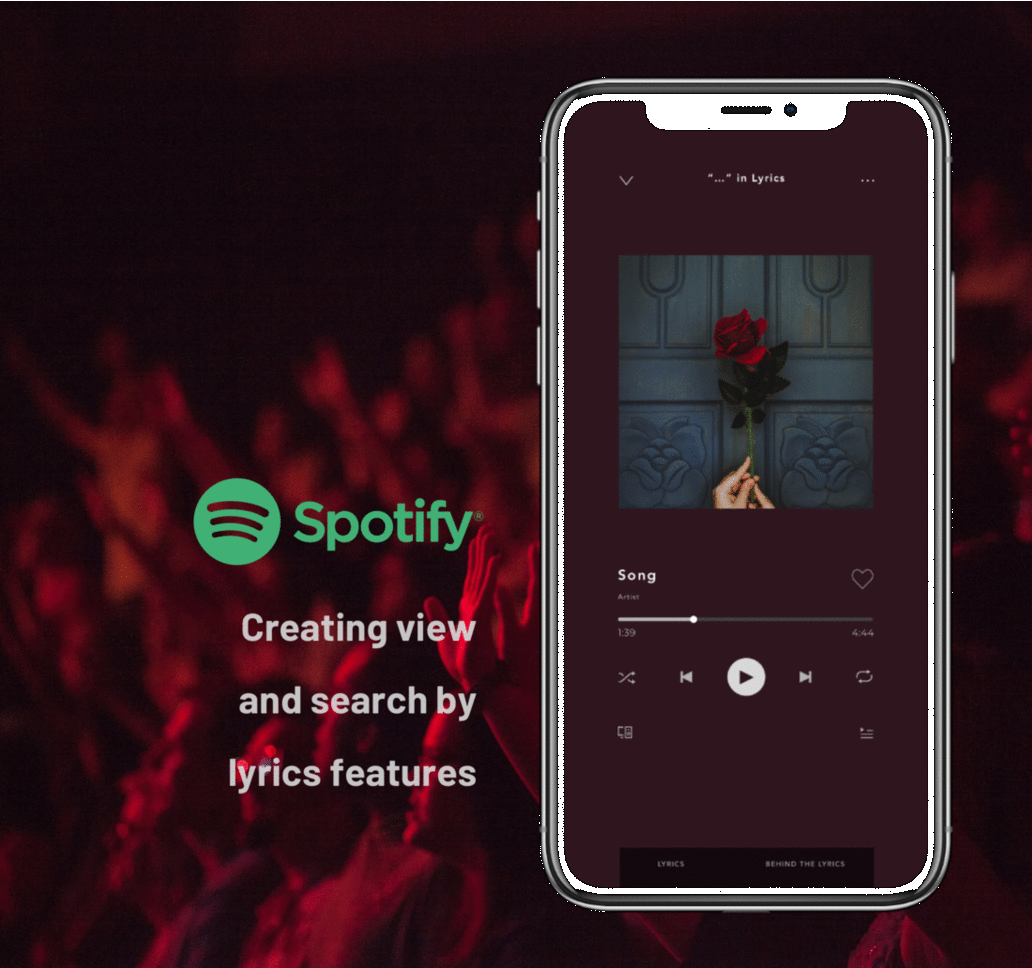 Spotify®
Creating view
and search by
lyrics features
“...” in Lyrics
Song
Artist
1:39
4:44
LYRICS
BEHIND THE LYRICS